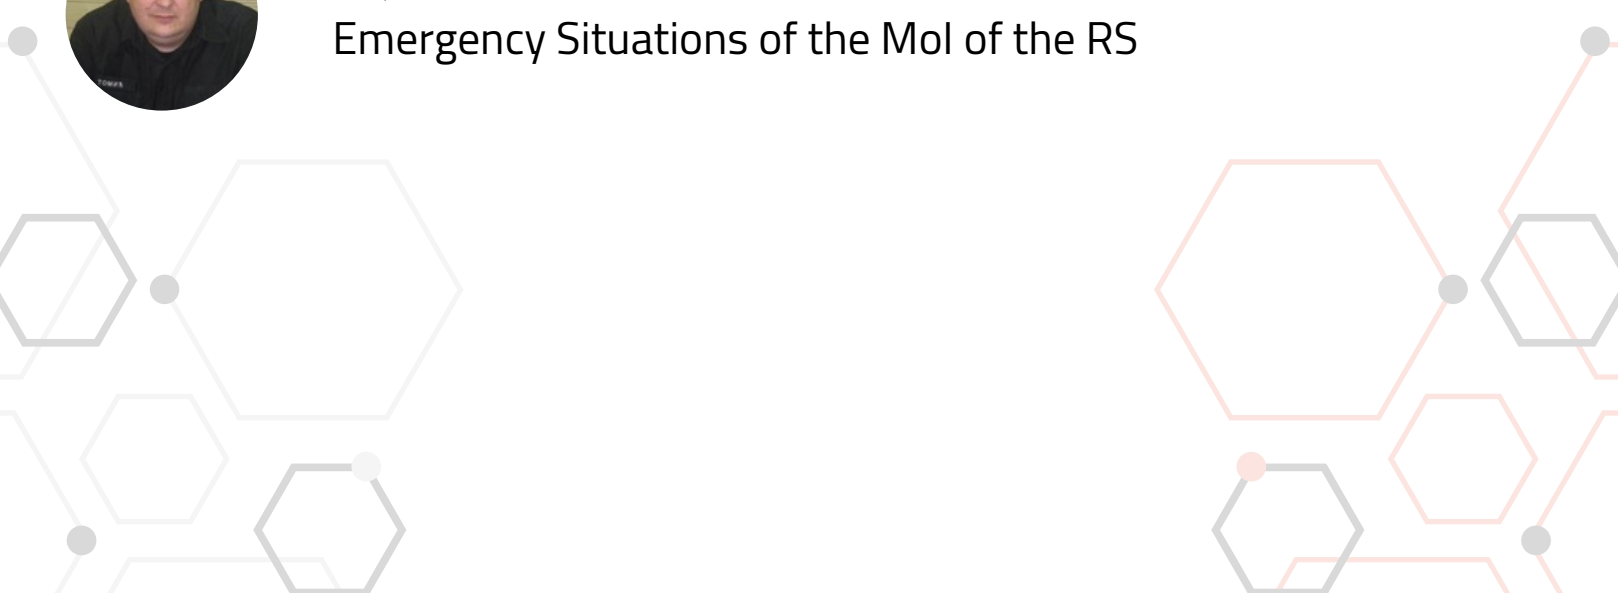 Emergency Situations of the MoI of the RS